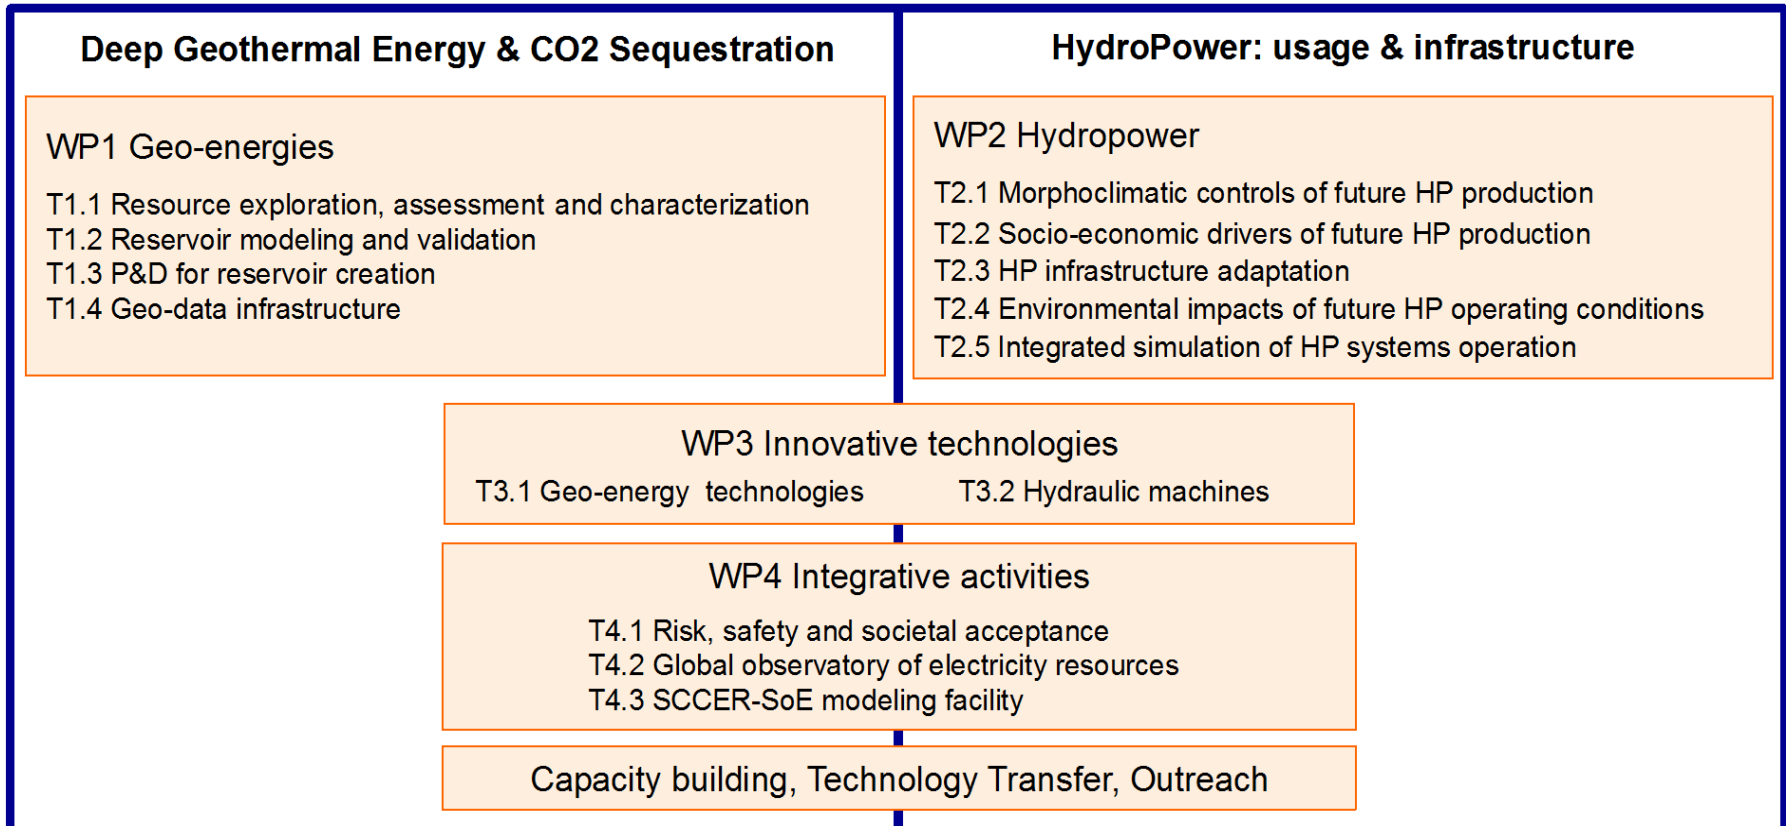 Deep Geothermal Energy & CO2 Sequestration
WP1 Geo-energies
T1.1 Resource exploration, assessment and characterization
T1.2 Reservoir modeling and validation
T1.3 P&D for reservoir creation
T1.4 Geo-data infrastructure
HydroPower: usage & infrastructure
WP2 Hydropower
T2.1 Morphoclimatic controls of future HP production
T2.2 Socio-economic drivers of future HP production
T2.3 HP infrastructure adaptation
T2.4 Environmental impacts of future HP operating conditions
T2.5 Integrated simulation of HP systems operation
WP3 Innovative technologies
T3.1 Geo-energy technologies
T3.2 Hydraulic machines
WP4 Integrative activities
T4.1 Risk, safety and societal acceptance
T4.2 Global observatory of electricity resources
T4.3 SCCER-SoE modeling facility
Capacity building, Technology Transfer, Outreach